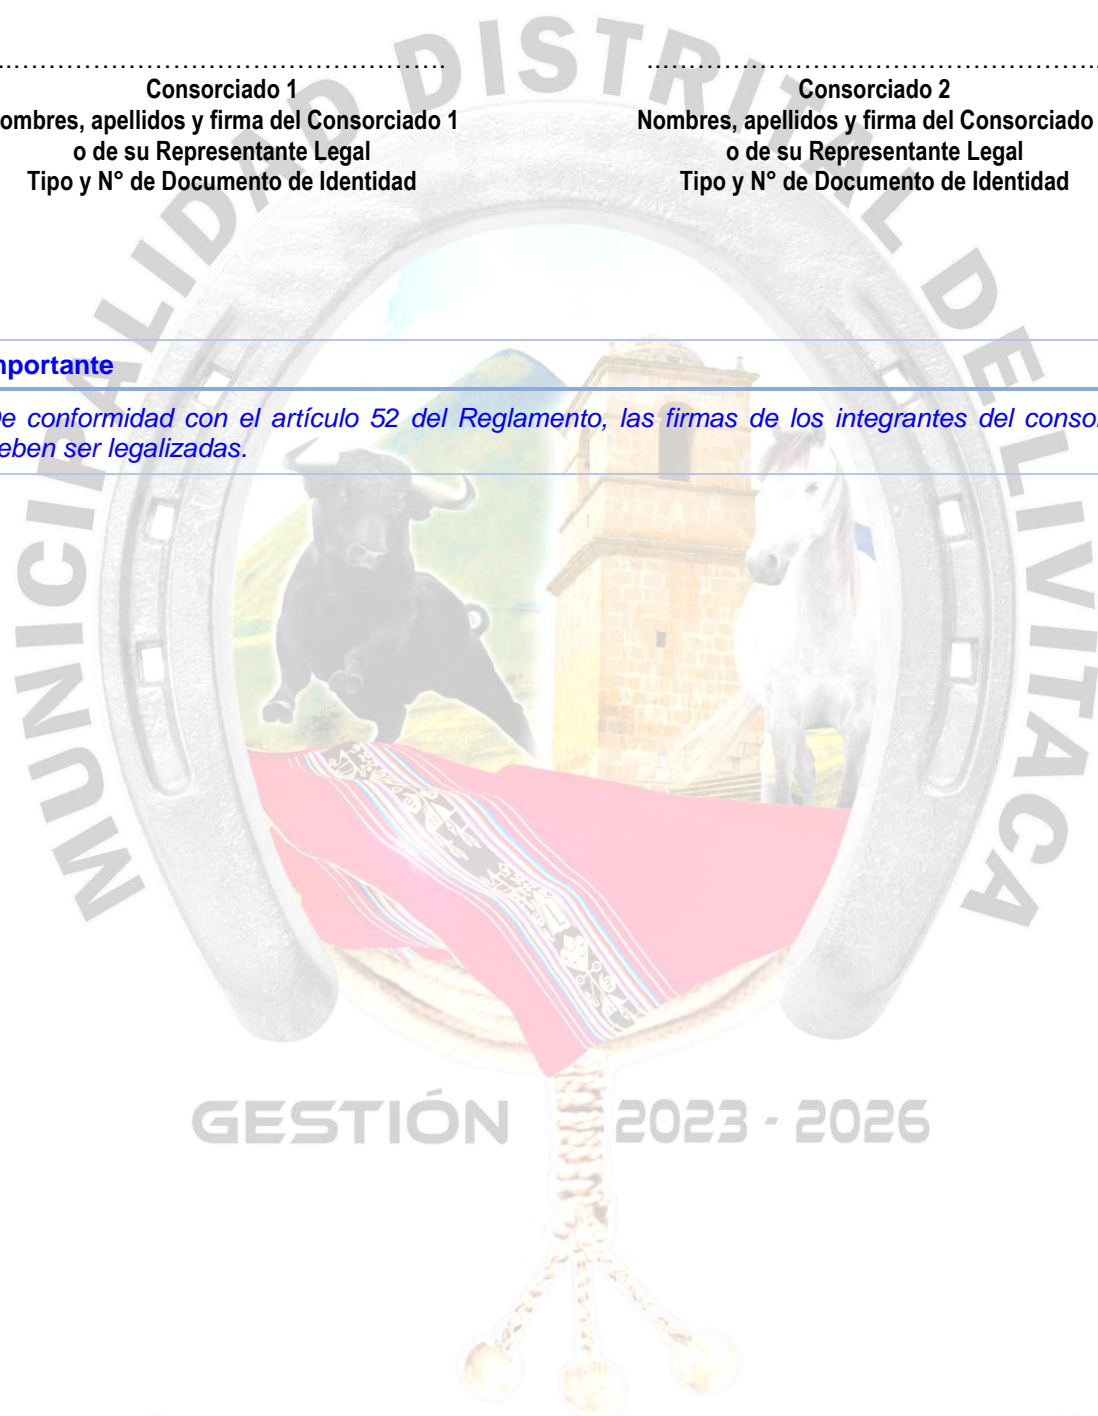 Consorciado 1
ombres, apellidos y firma del Consorciado 1
o de su Representante Legal
Tipo y N° de Documento de Identidad
Consorciado 2
Nombres, apellidos y firma del Consorciado
o de su Representante Legal
Tipo y N° de Documento de Identidad
mportante
De conformidad con el artículo 52 del Reglamento, las firmas de los integrantes del conso
eben ser legalizadas.
MUNICIPALIDAD DISTRITAL DE LIVITACA
GESTIÓN 2023 - 2026